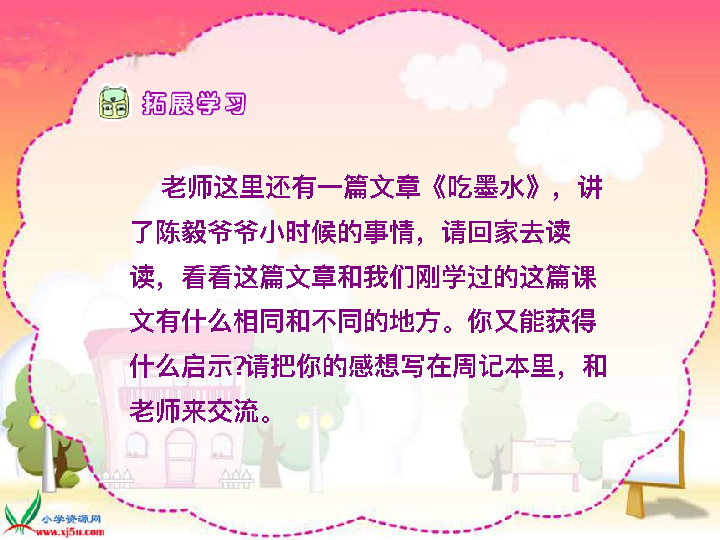 拓展学习
老师这里还有一篇文章《吃墨水》，讲
了陈毅爷爷小时候的事情，请回家去读
读，看看这篇文章和我们刚学过的这篇课
文有什么相同和不同的地方。你又能获得
什么启示?请把你的感想写在周记本里，和
老师来交流。
小学资源网
www.xj5u.com